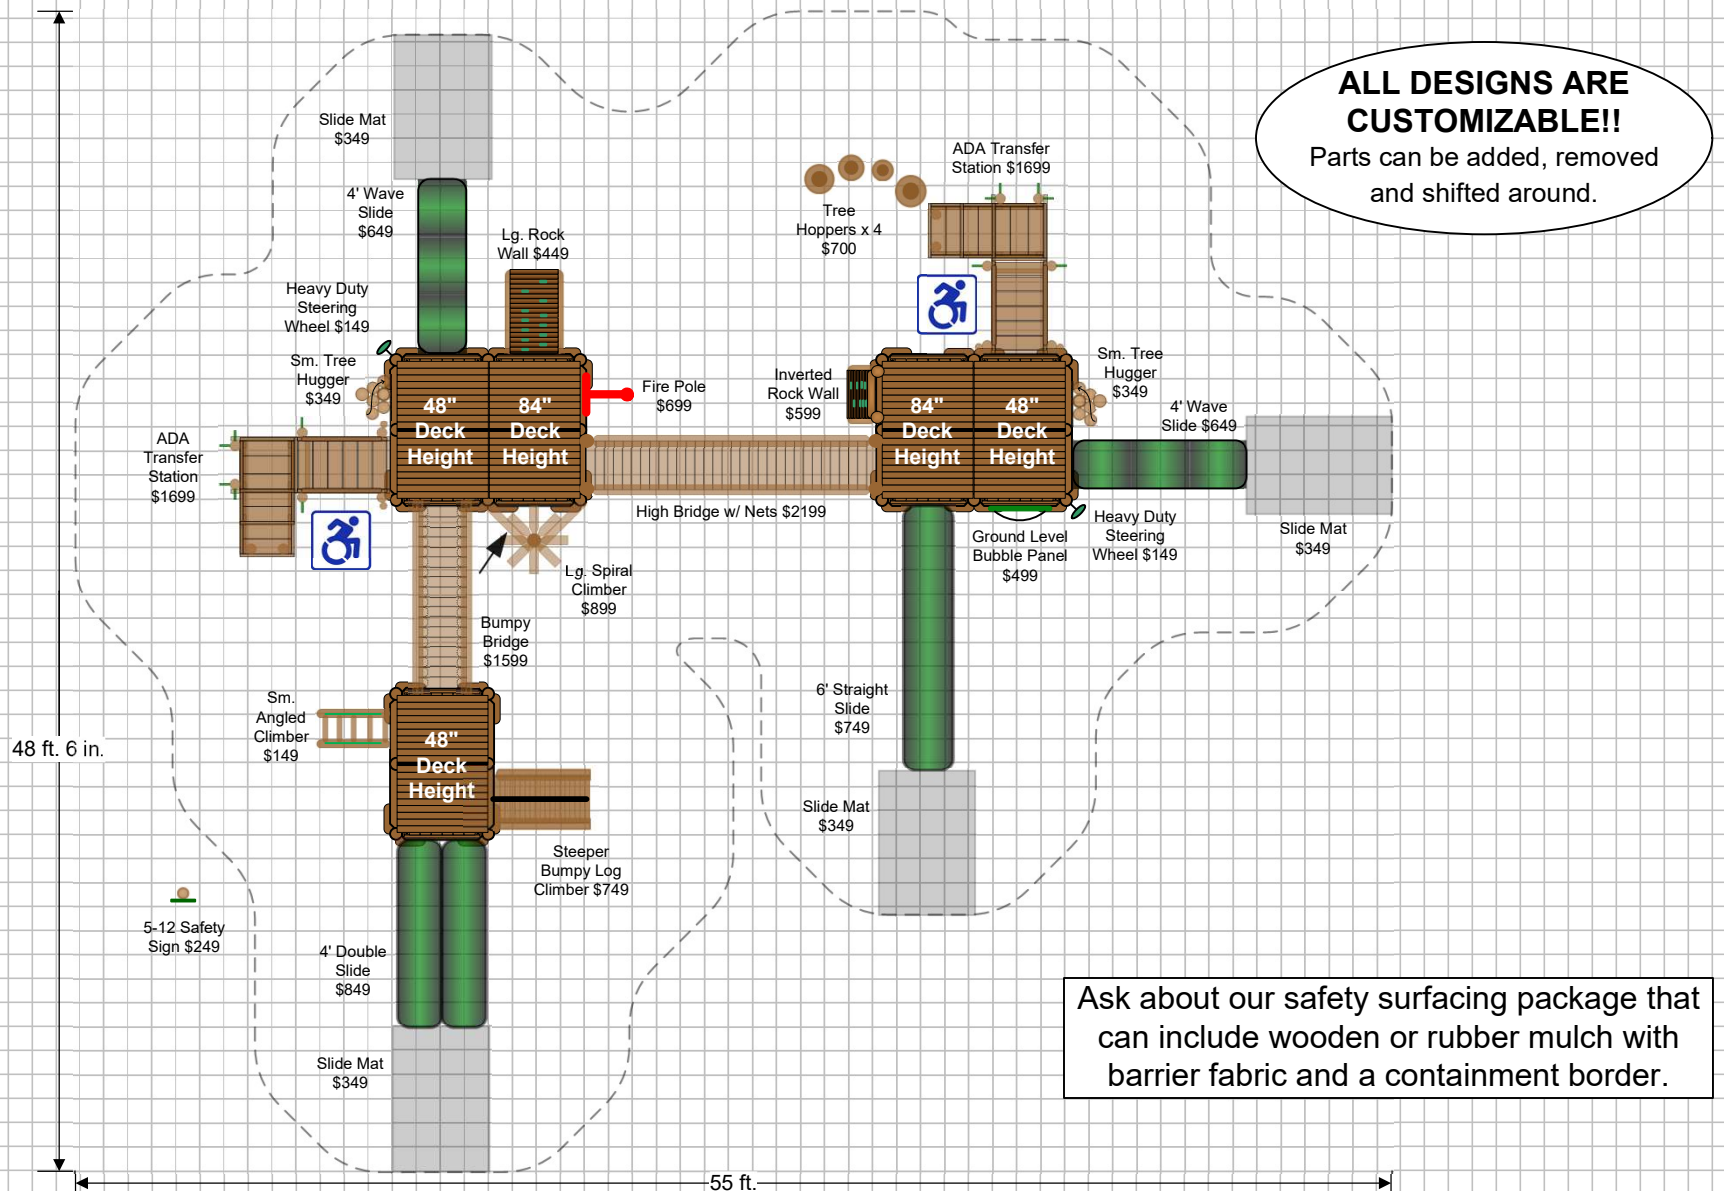 ALL DESIGNS ARE
CUSTOMIZABLE!!
Parts can be added, removed
and shifted around.
Slide Mat
$349
4' Wave
Slide
$649
Lg. Rock
Wall $449
Heavy Duty
Steering
Wheel $149
Sm. Tree
Hugger
$349
ADA
Transfer
Station
$1699
48"
Deck
Height
84"
Deck
Height
Fire Pole
$699
Tree
Hoppers x 4
$700
ADA Transfer
Station $1699
Inverted
Rock Wall
$599
84"
Deck
Height
48"
Deck
Height
Sm. Tree
Hugger
$349
4' Wave
Slide $649
Slide Mat
$349
High Bridge w/ Nets $2199
Ground Level
Bubble Panel
$499
Heavy Duty
Steering
Wheel $149
Lg. Spiral
Climber
$899
Bumpy
Bridge
$1599
Sm.
Angled
Climber
$149
48"
Deck
Height
6' Straight
Slide
$749
Slide Mat
$349
Steeper
Bumpy Log
Climber $749
5-12 Safety
Sign $249
4' Double
Slide
$849
Slide Mat
$349
48 ft. 6 in.
55 ft.
Ask about our safety surfacing package that
can include wooden or rubber mulch with
barrier fabric and a containment border.